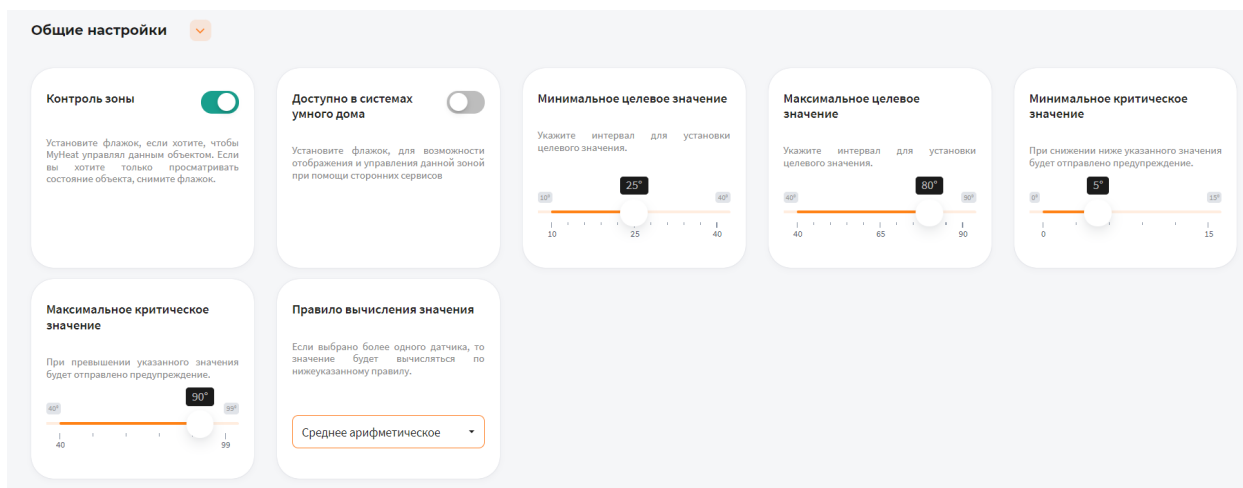 Общие настройки
Контроль зоны
Установите флажок, если хотите, чтобы
MyHeat управлял данным объектом. Если
вы хотите только просматривать
состояние объекта, снимите флажок.
Доступно в системах
умного дома
Установите флажок, для возможности
отображения и управления данной зоной
при помощи сторонних сервисов
Минимальное целевое значение
Укажите интервал для установки
целевого значения.
25°
10° 40°
10 25 40
Максимальное целевое
значение
Укажите интервал для установки
целевого значения.
80°
40° 90°
40 65 90
Минимальное критическое
значение
При снижении ниже указанного значения
будет отправлено предупреждение.
5°
0° 15°
0 15
Максимальное критическое
значение
При превышении указанного значения
будет отправлено предупреждение.
90°
40° 99°
40 99
Правило вычисления значения
Если выбрано более одного датчика, то
значение будет вычисляться по
нижеуказанному правилу.
Среднее арифметическое